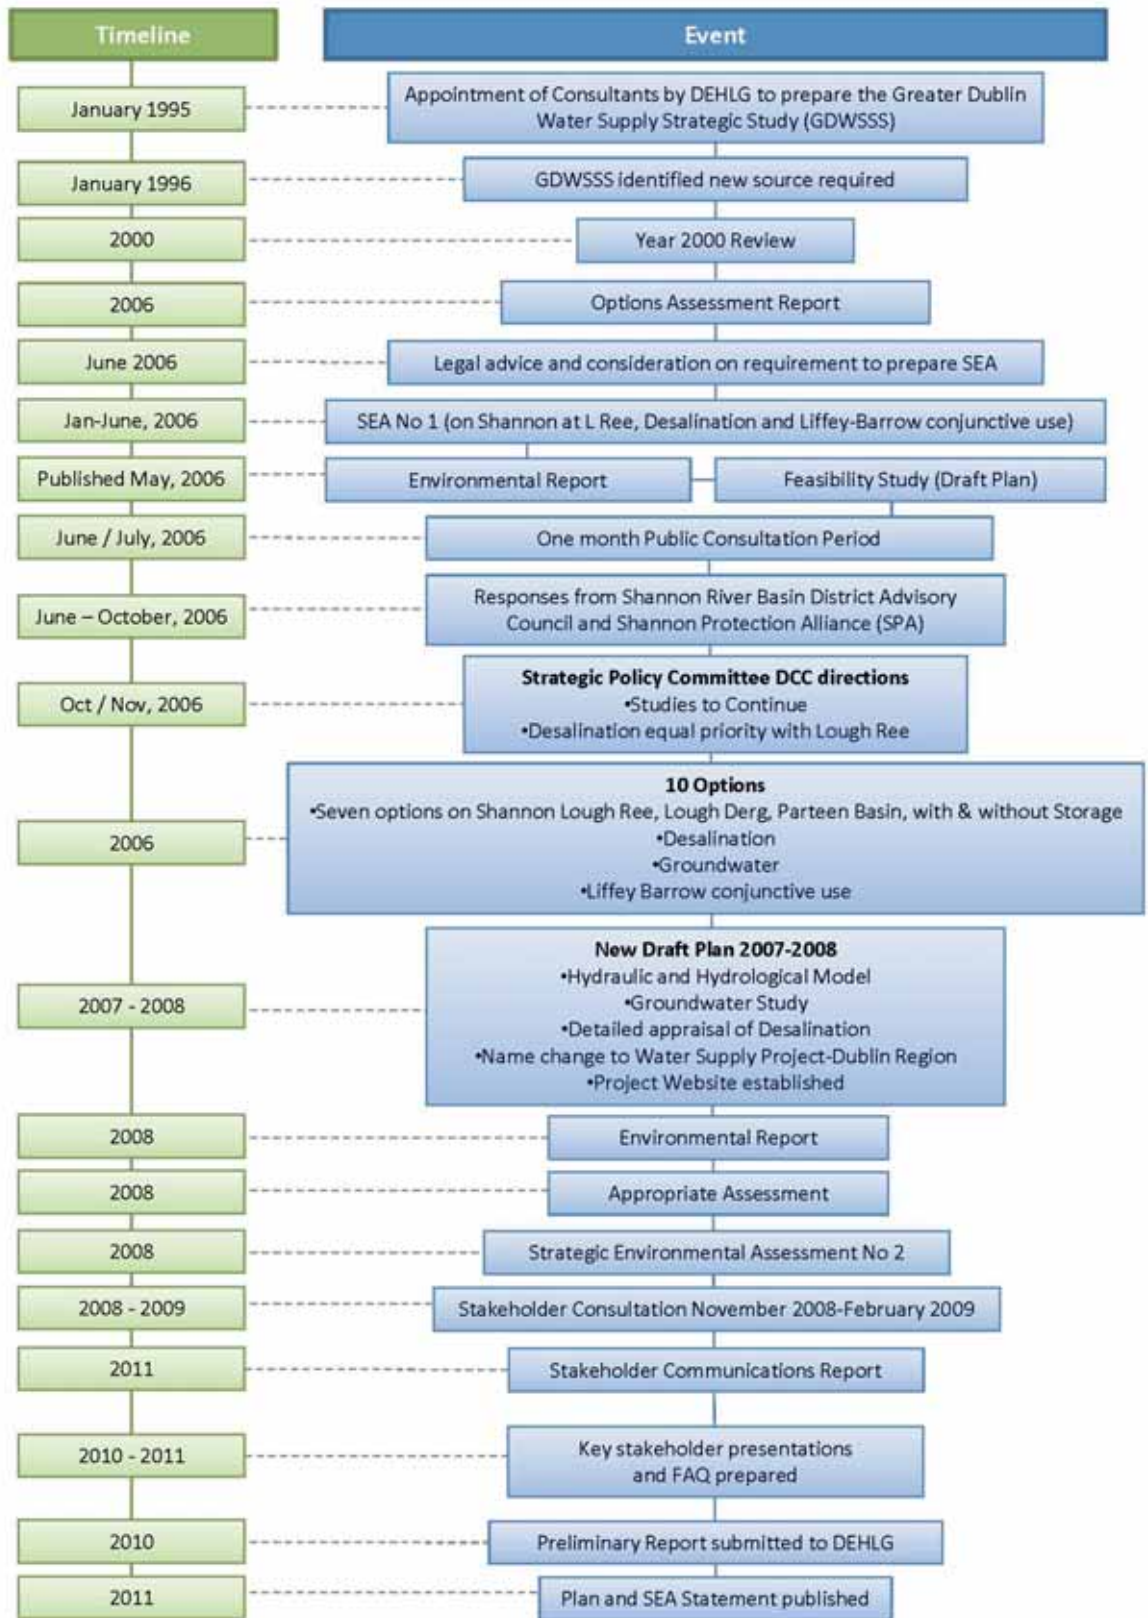 Timeline
Event
January 1995
Appointment of Consultants by DEHLG to prepare the Greater Dublin
Water Supply Strategic Study (GDWSSS)
January 1996
GDWSSS identified new source required
2000
Year 2000 Review
2006
Options Assessment Report
June 2006
Legal advice and consideration on requirement to prepare SEA
Jan-June, 2006
SEA No 1 (on Shannon at L Ree, Desalination and Liffey-Barrow conjunctive use)
Published May, 2006
Environmental Report
Feasibility Study (Draft Plan)
June / July, 2006
One month Public Consultation Period
June – October, 2006
Responses from Shannon River Basin District Advisory
Council and Shannon Protection Alliance (SPA)
Oct / Nov, 2006
Strategic Policy Committee DCC directions
•Studies to Continue
•Desalination equal priority with Lough Ree
2006
10 Options
•Seven options on Shannon Lough Ree, Lough Derg, Parteen Basin, with & without Storage
•Desalination
•Groundwater
•Liffey Barrow conjunctive use
2007 - 2008
New Draft Plan 2007-2008
•Hydraulic and Hydrological Model
•Groundwater Study
•Detailed appraisal of Desalination
•Name change to Water Supply Project-Dublin Region
•Project Website established
2008
Environmental Report
2008
Appropriate Assessment
2008
Strategic Environmental Assessment No 2
2008 - 2009
Stakeholder Consultation November 2008-February 2009
2011
Stakeholder Communications Report
2010 - 2011
Key stakeholder presentations
and FAQ prepared
2010
Preliminary Report submitted to DEHLG
2011
Plan and SEA Statement published